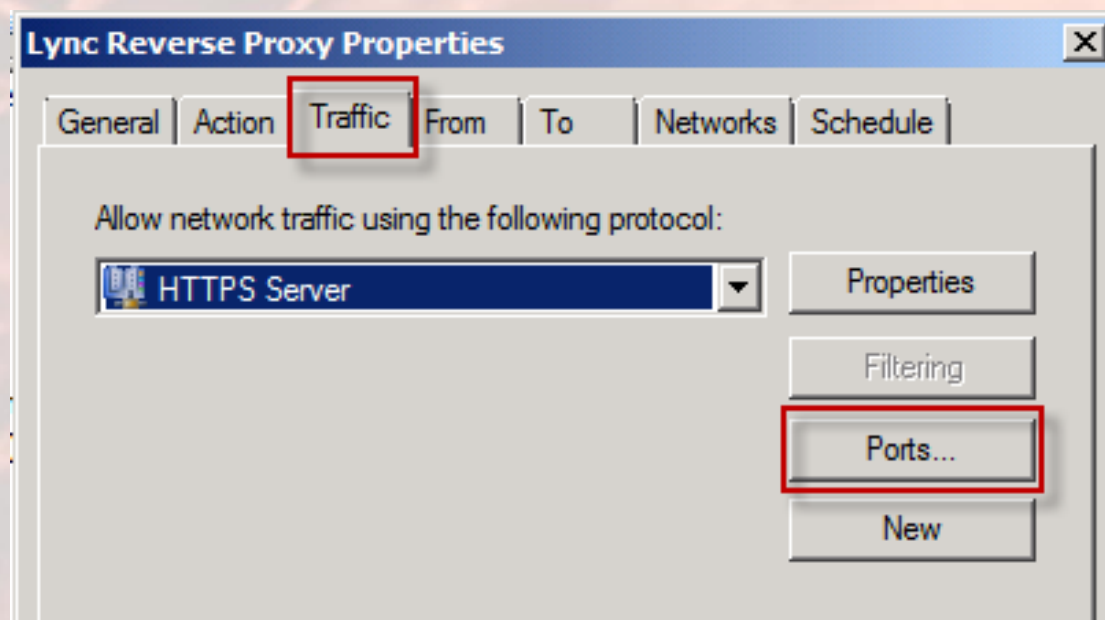 Lync Reverse Proxy Properties
General Action Traffic From To Networks Schedule
Allow network traffic using the following protocol:
HTTPS Server
Properties
Filtering
Ports...
New